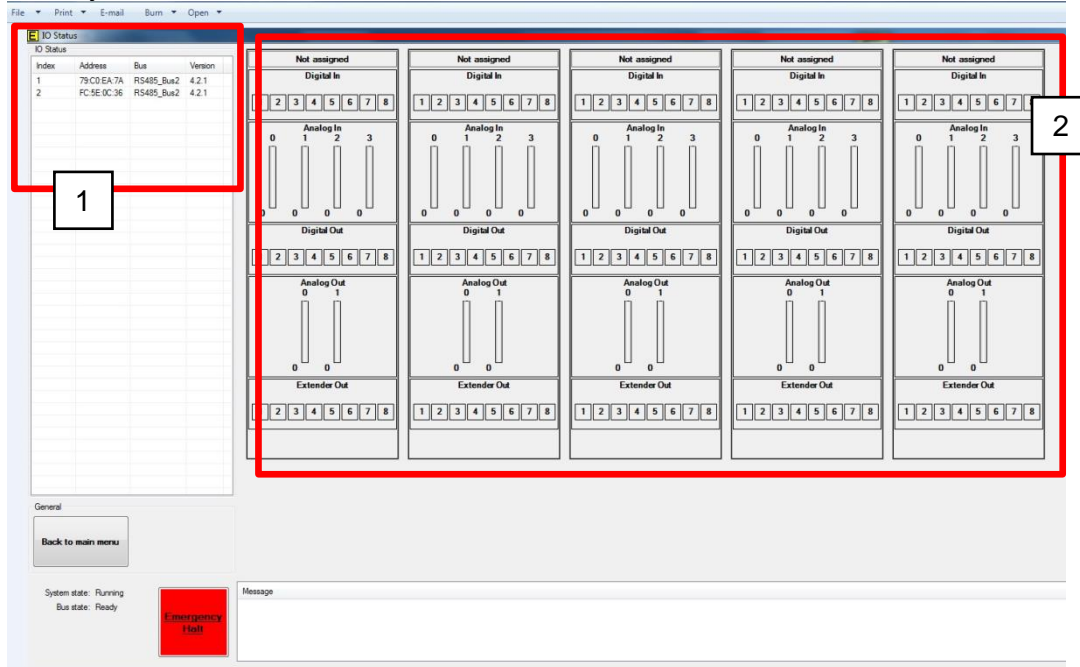 File Print E-mail Burn Open
E IO Status
IO Status
Index Address Bus Version
1 79:C0:EA:7A RS485_Bus2 4.2.1
2 FC:5E:0C:36 RS485_Bus2 4.2.1
1
2
Not assigned Not assigned Not assigned Not assigned Not assigned
Digital In Digital In Digital In Digital In Digital In
2 3 4 5 6 7 8 1 2 3 4 5 6 7 8 1 2 3 4 5 6 7 8 1 2 3 4 5 6 7 8 1 2 3 4 5 6 7
Analog In Analog In Analog In Analog In Analog In
0 1 2 3 0 1 2 3 0 1 2 3 0 1 2 3 0 1 2 3
0 0 0 0 0 0 0 0 0 0 0 0 0 0 0 0 0 0 0 0
Digital Out Digital Out Digital Out Digital Out Digital Out
2 3 4 5 6 7 8 1 2 3 4 5 6 7 8 1 2 3 4 5 6 7 8 1 2 3 4 5 6 7 8 1 2 3 4 5 6 7 8
Analog Out Analog Out Analog Out Analog Out Analog Out
0 1 0 1 0 1 0 1 0 1
0 0 0 0 0 0 0 0 0 0
Extender Out Extender Out Extender Out Extender Out Extender Out
2 3 4 5 6 7 8 1 2 3 4 5 6 7 8 1 2 3 4 5 6 7 8 1 2 3 4 5 6 7 8 1 2 3 4 5 6 7 8
General
Back to main menu
System state: Running
Bus state: Ready
Emergency
Halt
Message